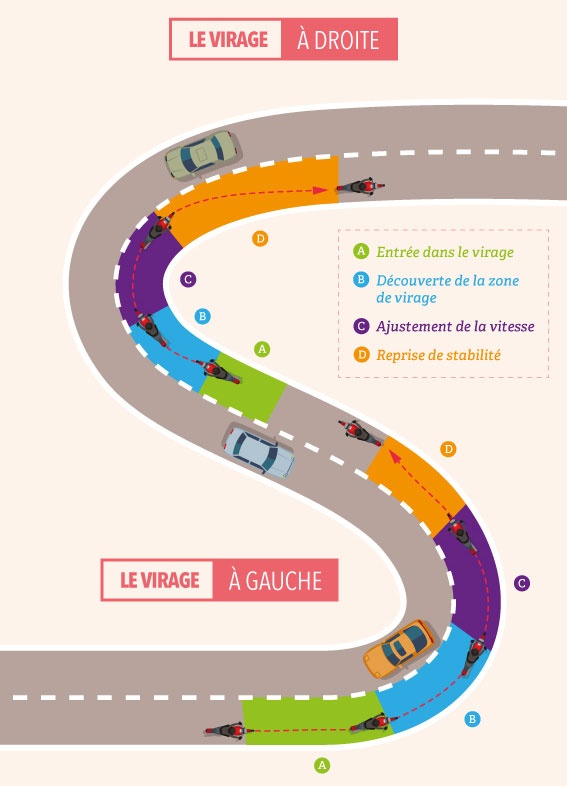 LE VIRAGE À DROITE
D
C
B
A
A Entrée dans le virage
B Découverte de la zone
de virage
C Ajustement de la vitesse
D Reprise de stabilité
D
C
LE VIRAGE À GAUCHE
B
A